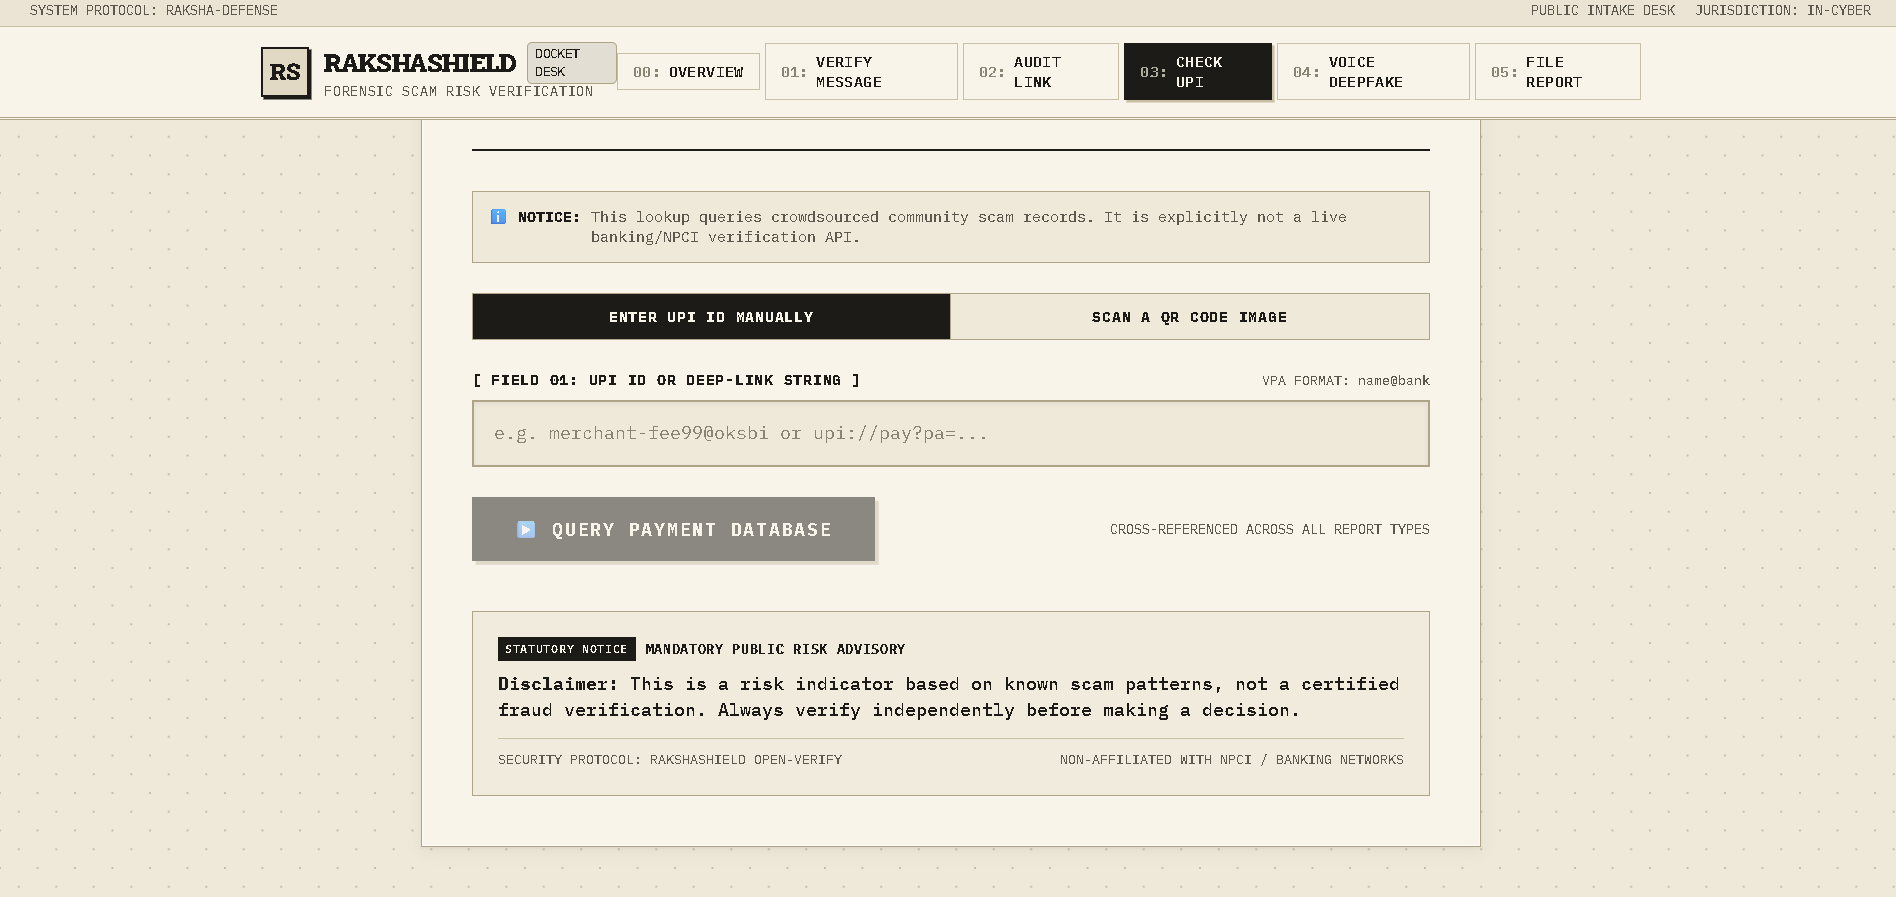 SYSTEM PROTOCOL: RAKSHA-DEFENSE
PUBLIC INTAKE DESK JURISDICTION: IN-CYBER
RS
RAKSHASHIELD
DOCKET
DESK
FORENSIC SCAM RISK VERIFICATION
00: OVERVIEW
01: VERIFY
MESSAGE
02: AUDIT
LINK
03: CHECK
UPI
04: VOICE
DEEPFAKE
05: FILE
REPORT
NOTICE: This lookup queries crowdsourced community scam records. It is explicitly not a live
banking/NPCI verification API.
ENTER UPI ID MANUALLY
SCAN A QR CODE IMAGE
[ FIELD 01: UPI ID OR DEEP-LINK STRING ]
VPA FORMAT: name@bank
e.g. merchant-fee99@oksbi or upi://pay?pa=...
QUERY PAYMENT DATABASE
CROSS-REFERENCED ACROSS ALL REPORT TYPES
STATUTORY NOTICE MANDATORY PUBLIC RISK ADVISORY
Disclaimer: This is a risk indicator based on known scam patterns, not a certified
fraud verification. Always verify independently before making a decision.
SECURITY PROTOCOL: RAKSHASHIELD OPEN-VERIFY
NON-AFFILIATED WITH NPCI / BANKING NETWORKS